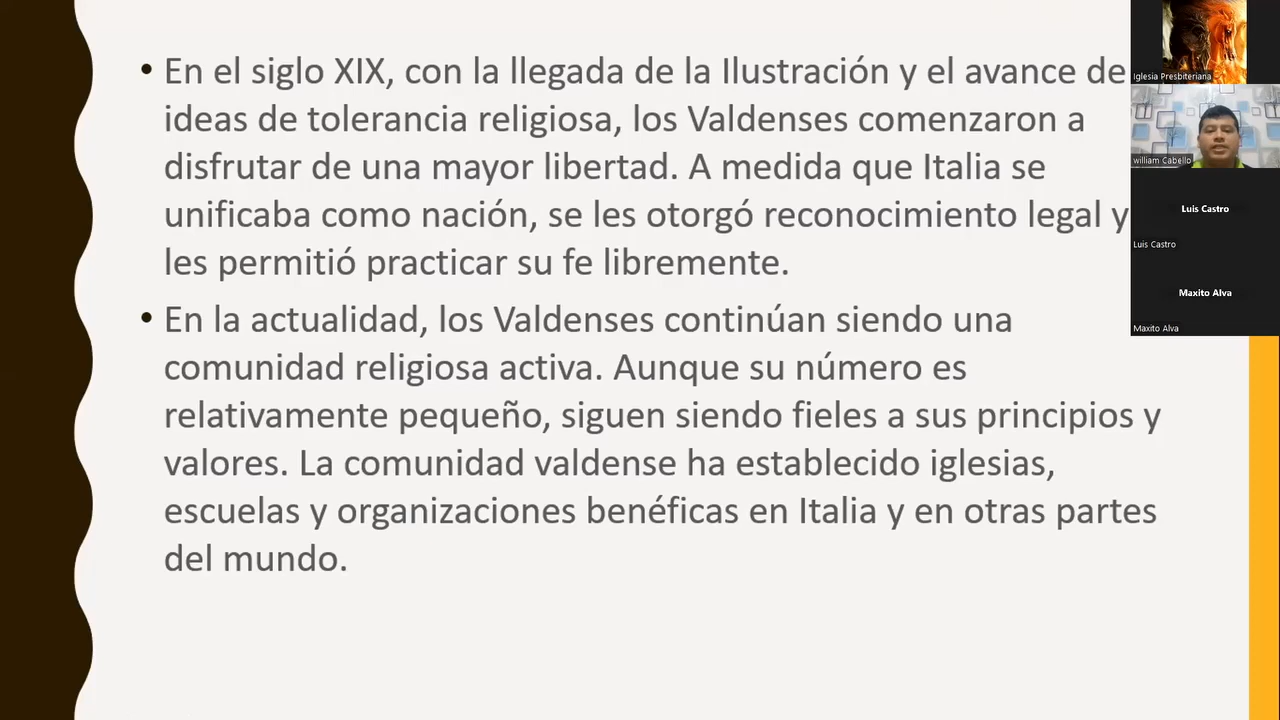 • En el siglo XIX, con la llegada de la Ilustración y el avance de
ideas de tolerancia religiosa, los Valdenses comenzaron a
disfrutar de una mayor libertad. A medida que Italia se
unificaba como nación, se les otorgó reconocimiento legal y
les permitió practicar su fe libremente.
• En la actualidad, los Valdenses continúan siendo una
comunidad religiosa activa. Aunque su número es
relativamente pequeño, siguen siendo fieles a sus principios y
valores. La comunidad valdense ha establecido iglesias,
escuelas y organizaciones benéficas en Italia y en otras partes
del mundo.
Iglesia Presbiteriana
william Cabello
Luis Castro
Luis Castro
Maxito Alva
Maxito Alva